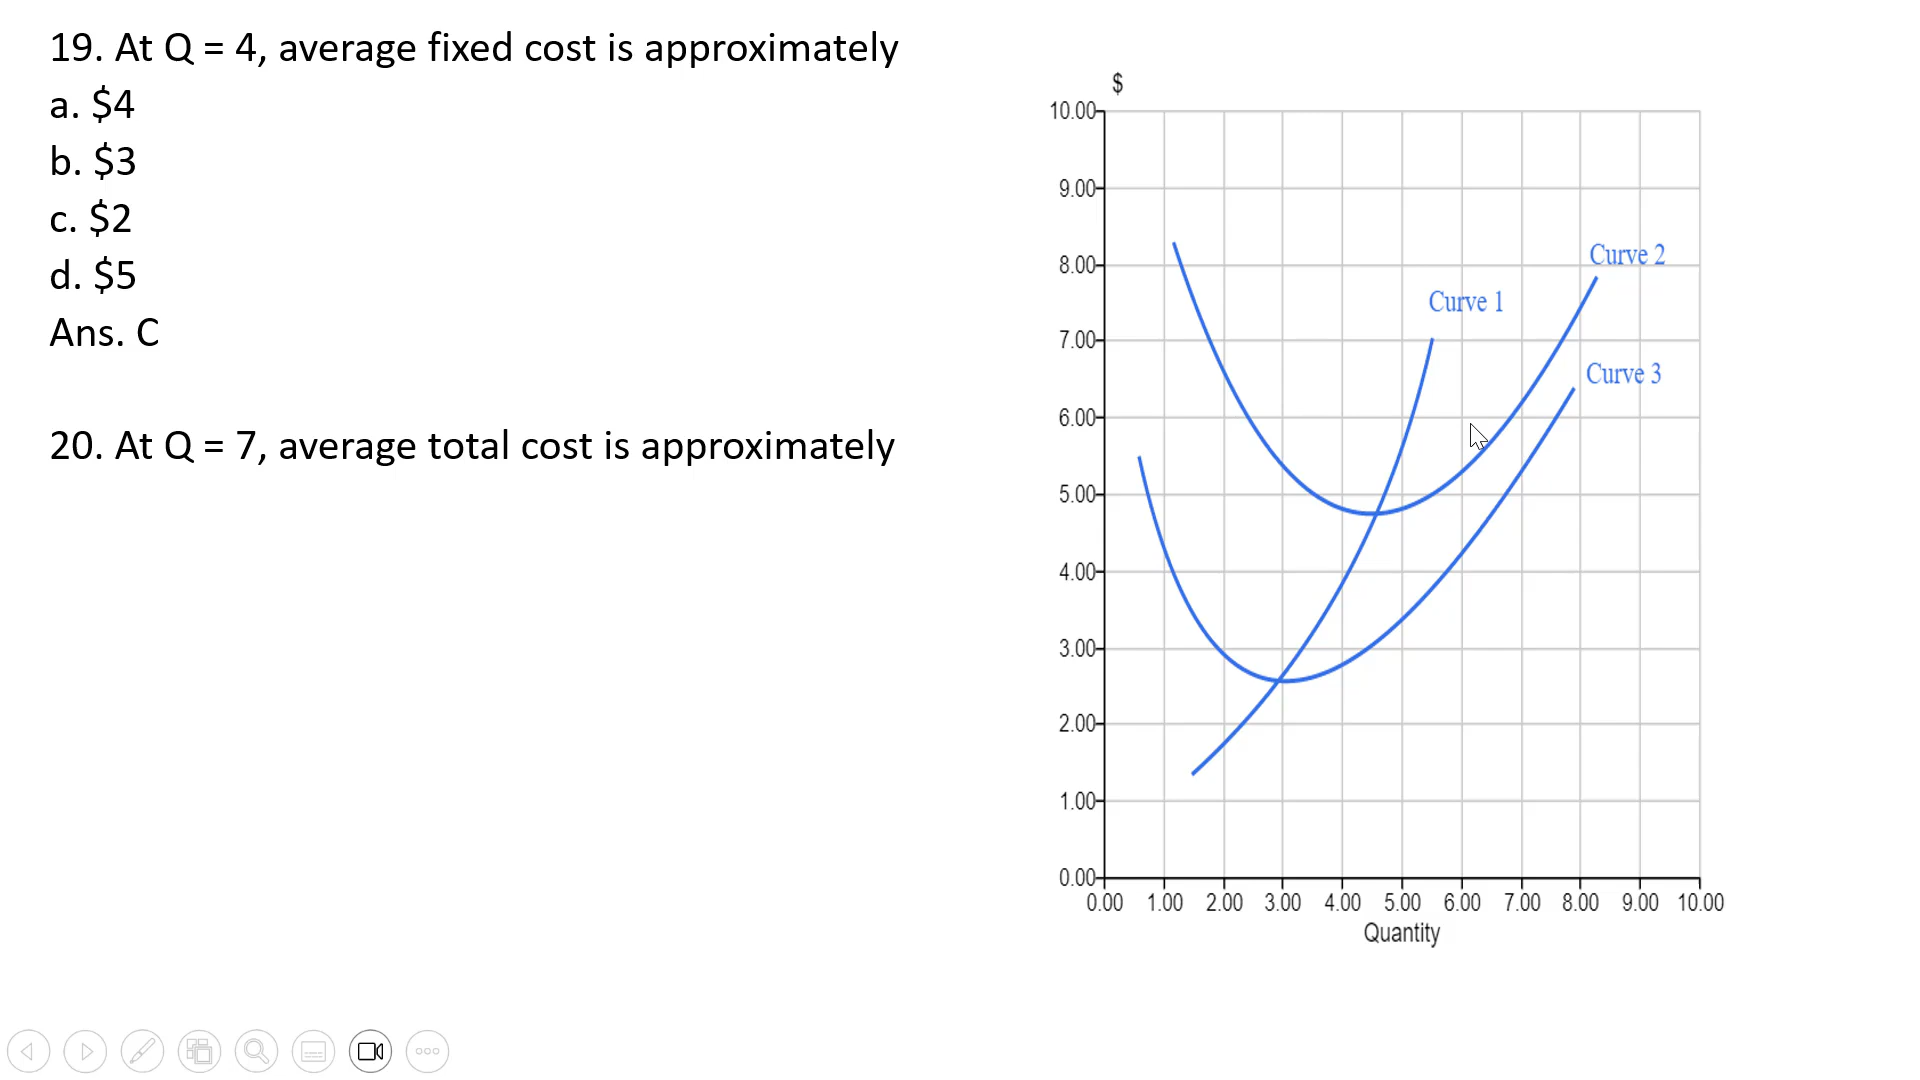 19. At Q = 4, average fixed cost is approximately
a. $4
b. $3
c. $2
d. $5
Ans. C
20. At Q = 7, average total cost is approximately
$
10.00
9.00
8.00
7.00
6.00
5.00
4.00
3.00
2.00
1.00
0.00
Curve 2
Curve 1
Curve 3
0.00 1.00 2.00 3.00 4.00 5.00 6.00 7.00 8.00 9.00 10.00
Quantity